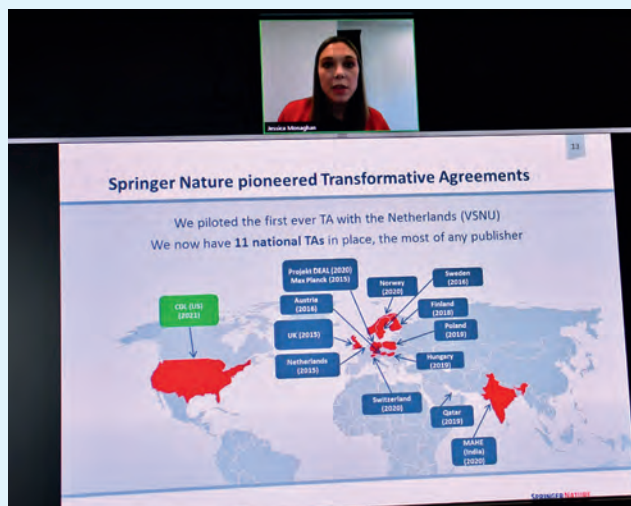 Jessica Monaghan
13
Springer Nature pioneered Transformative Agreements
We piloted the first ever TA with the Netherlands (VSNU)
We now have 11 national TAs in place, the most of any publisher
Projekt DEAL (2020)
Max Planck (2015)
Norway
(2020)
Sweden
(2016)
CDL (US)
(2021)
Austria
(2016)
Finland
(2018)
UK (2015)
Poland
(2018)
Netherlands
(2015)
Hungary
(2019)
Switzerland
(2020)
Qatar
(2019)
MAHE
(India)
(2020)
SPRINGER NATURE